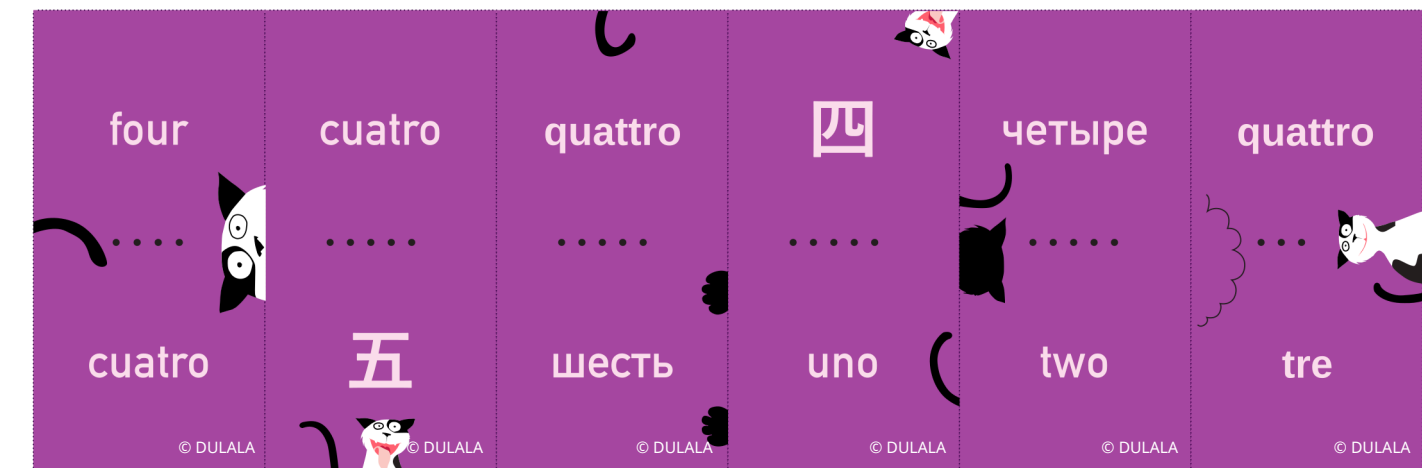 four cuatro quattro 四 четыре quattro
cuatro 五 шесть uno two tre
© DULALA © DULALA © DULALA © DULALA © DULALA © DULALA